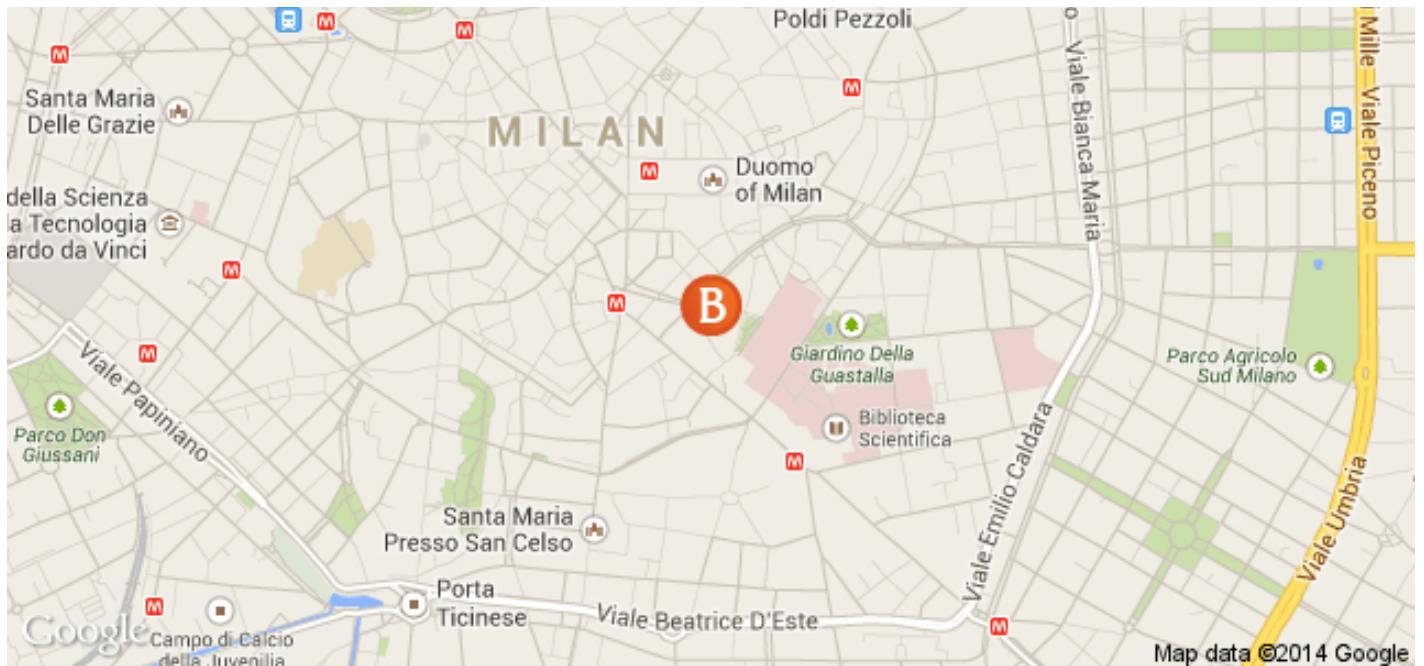 Poldi Pezzoli
Santa Maria
Delle Grazie
MILAN
Duomo
of Milan
o
Viale Bianca Maria
i Mille
Viale Piceno
della Scienza
a Tecnologia
ardo da Vinci
B
Giardino Della
Guastalla
Parco Agricolo
Sud Milano
Viale Papiniano
Parco Don
Giussani
Biblioteca
Scientifica
Viale Emilio Caldara
Viale Umbria
Santa Maria
Presso San Celso
Porta
Ticinese
Viale Beatrice D'Este
Google
Campo di Calcio
della Juvenilia
Map data ©2014 Google
M
M
M
M
M
M
M
M
M
M
M